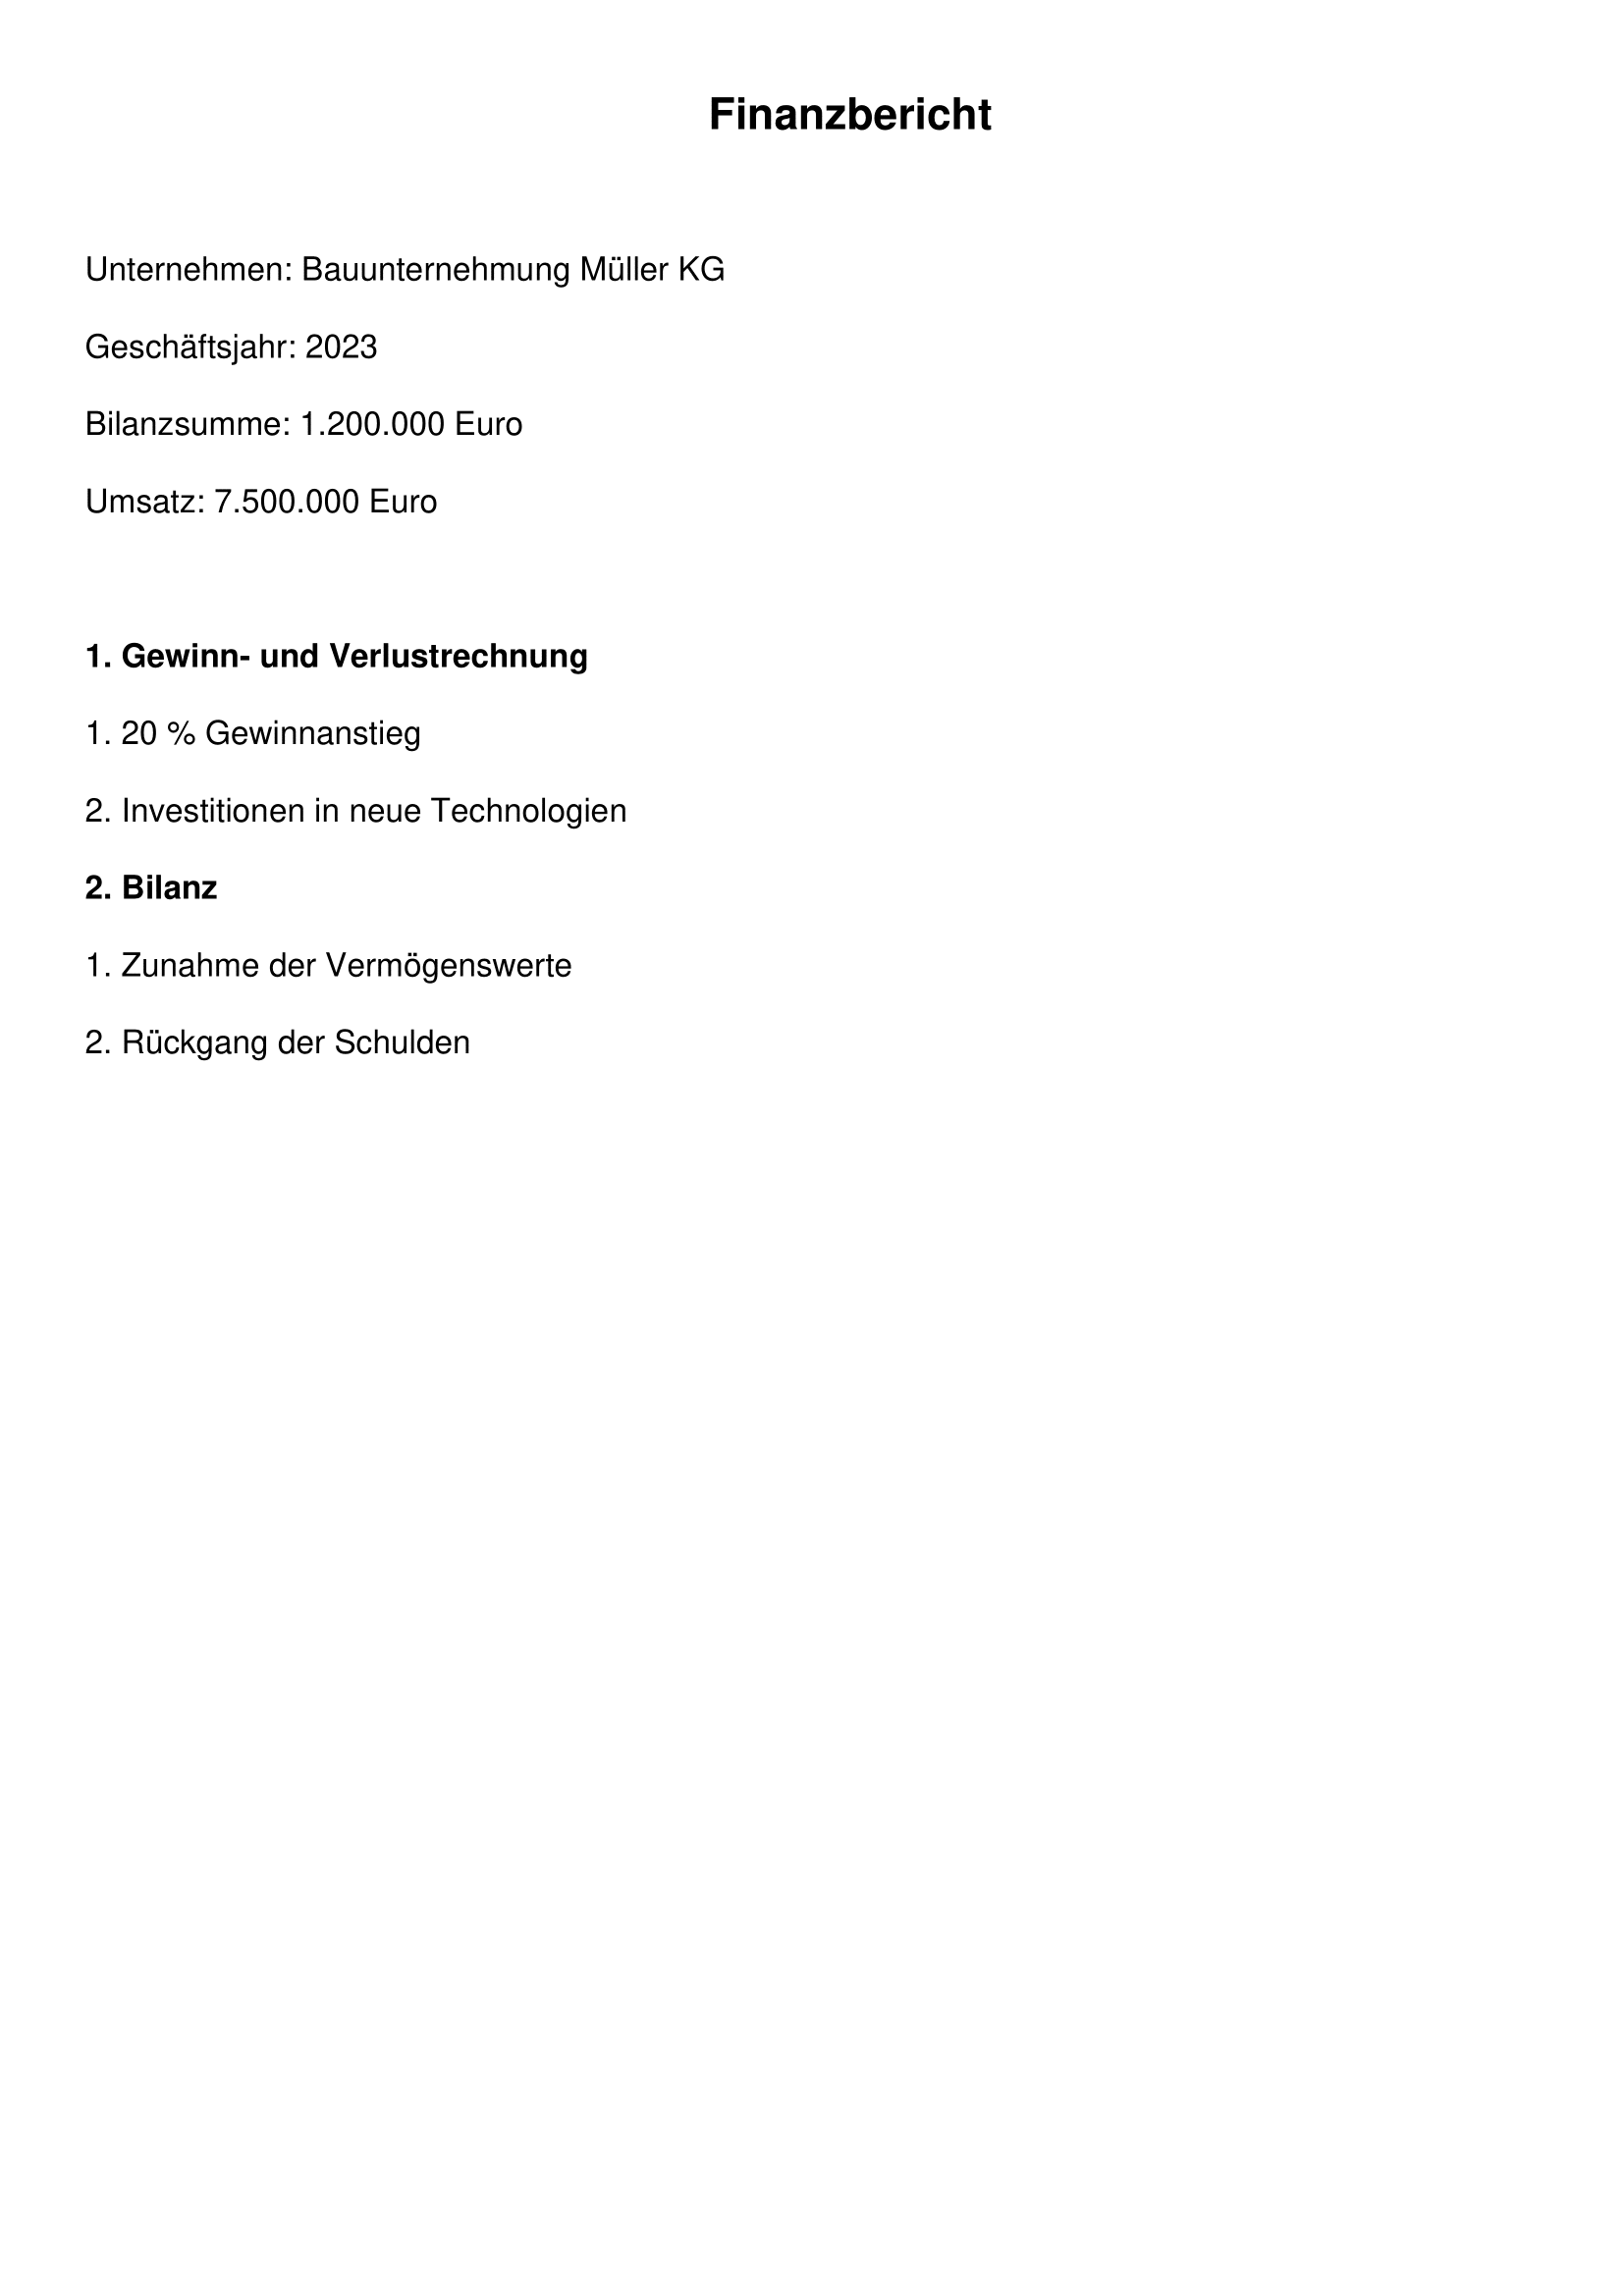 Finanzbericht
Unternehmen: Bauunternehmung Müller KG
Geschäftsjahr: 2023
Bilanzsumme: 1.200.000 Euro
Umsatz: 7.500.000 Euro
1. Gewinn- und Verlustrechnung
1. 20 % Gewinnanstieg
2. Investitionen in neue Technologien
2. Bilanz
1. Zunahme der Vermögenswerte
2. Rückgang der Schulden